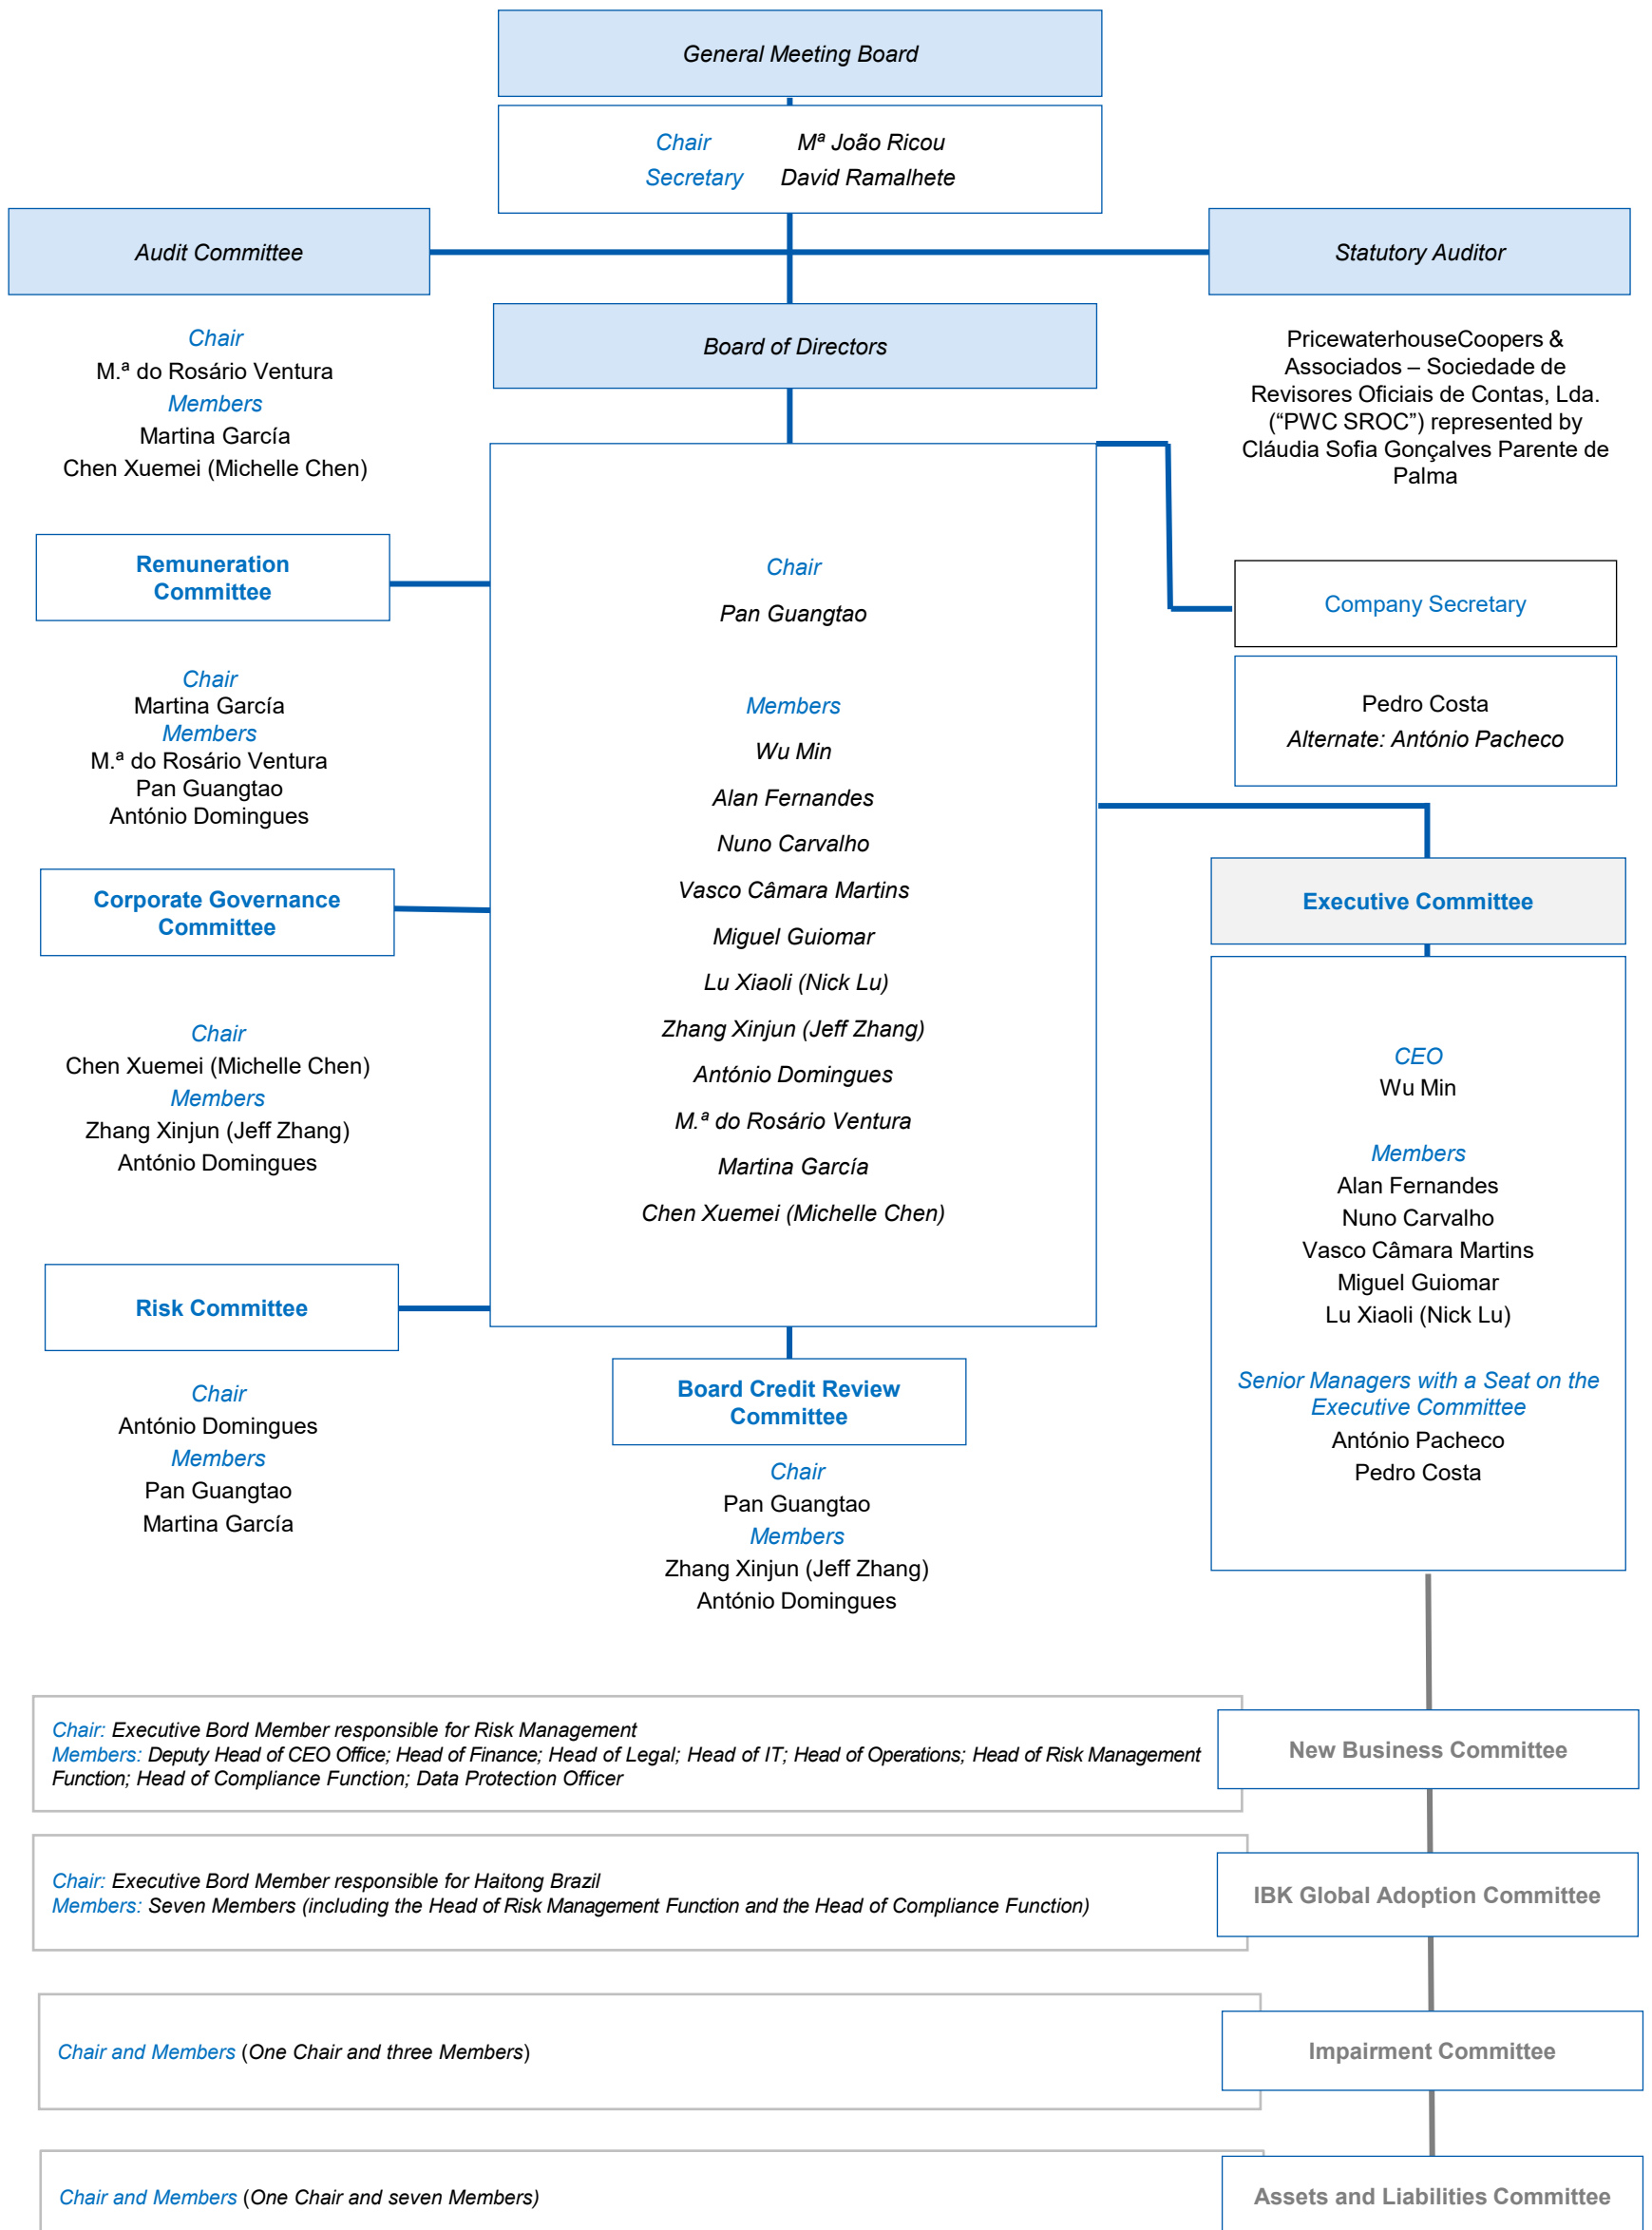 General Meeting Board
Chair Mª João Ricou
Secretary David Ramalhete
Audit Committee
Statutory Auditor
Chair
M.ª do Rosário Ventura
Members
Martina García
Chen Xuemei (Michelle Chen)
Board of Directors
PricewaterhouseCoopers &
Associados – Sociedade de
Revisores Oficiais de Contas, Lda.
(“PWC SROC”) represented by
Cláudia Sofia Gonçalves Parente de
Palma
Remuneration
Committee
Chair
Martina García
Members
M.ª do Rosário Ventura
Pan Guangtao
António Domingues
Corporate Governance
Committee
Chair
Chen Xuemei (Michelle Chen)
Members
Zhang Xinjun (Jeff Zhang)
António Domingues
Risk Committee
Chair
António Domingues
Members
Pan Guangtao
Martina García
Chair
Pan Guangtao
Members
Wu Min
Alan Fernandes
Nuno Carvalho
Vasco Câmara Martins
Miguel Guiomar
Lu Xiaoli (Nick Lu)
Zhang Xinjun (Jeff Zhang)
António Domingues
M.ª do Rosário Ventura
Martina García
Chen Xuemei (Michelle Chen)
Board Credit Review
Committee
Chair
Pan Guangtao
Members
Zhang Xinjun (Jeff Zhang)
António Domingues
Company Secretary
Pedro Costa
Alternate: António Pacheco
Executive Committee
CEO
Wu Min
Members
Alan Fernandes
Nuno Carvalho
Vasco Câmara Martins
Miguel Guiomar
Lu Xiaoli (Nick Lu)
Senior Managers with a Seat on the
Executive Committee
António Pacheco
Pedro Costa
Chair: Executive Bord Member responsible for Risk Management
Members: Deputy Head of CEO Office; Head of Finance; Head of Legal; Head of IT; Head of Operations; Head of Risk Management
Function; Head of Compliance Function; Data Protection Officer
New Business Committee
Chair: Executive Bord Member responsible for Haitong Brazil
Members: Seven Members (including the Head of Risk Management Function and the Head of Compliance Function)
IBK Global Adoption Committee
Chair and Members (One Chair and three Members)
Impairment Committee
Chair and Members (One Chair and seven Members)
Assets and Liabilities Committee